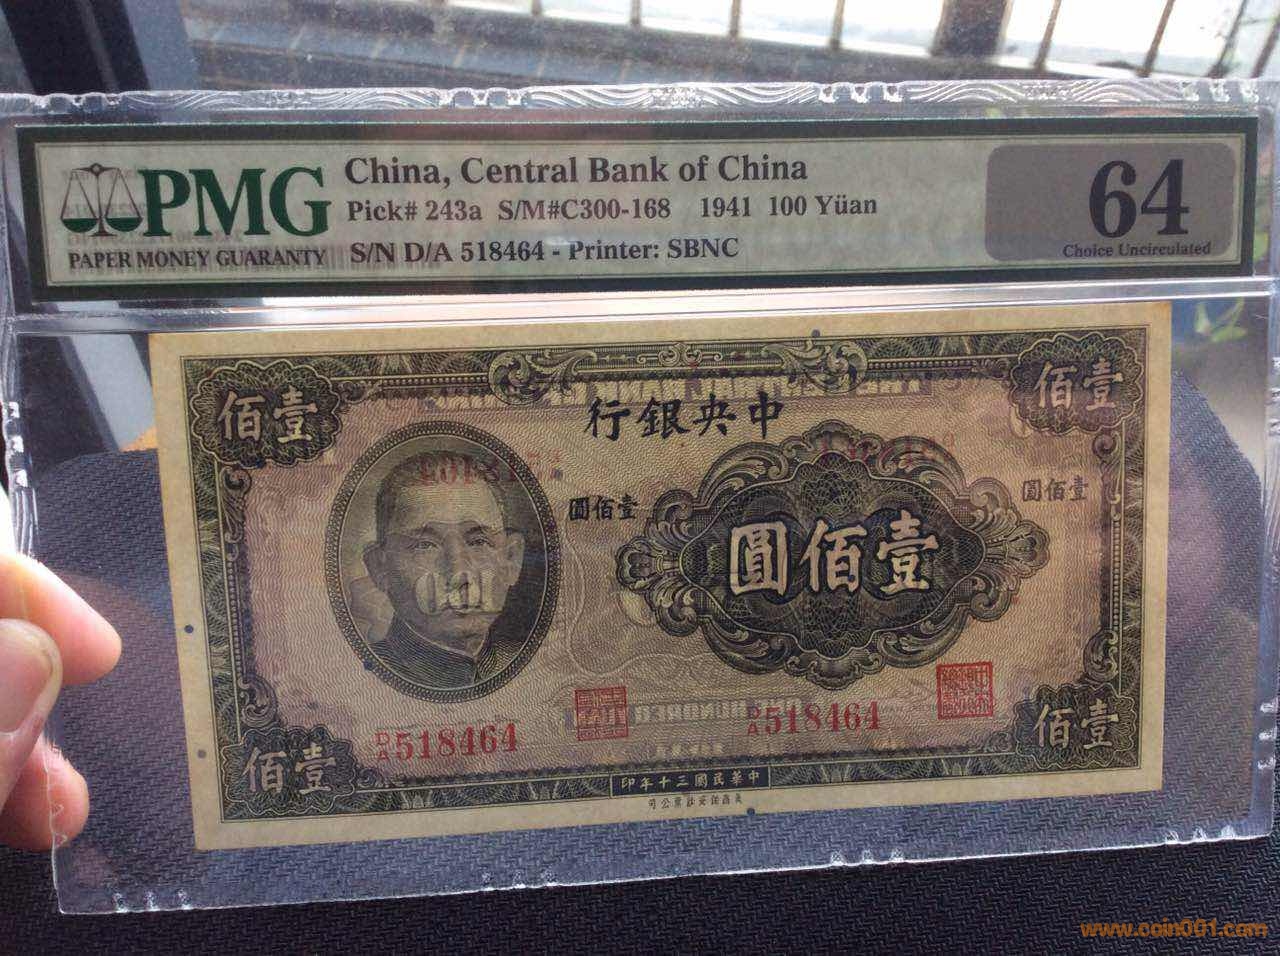 PMG
PAPER MONEY GUARANTY
China, Central Bank of China
Pick# 243a S/M#C300-168 1941 100 Yüan
S/N D/A 518464 - Printer: SBNC
64
Choice Uncirculated
佰壹
佰壹
行銀央中
圓佰壹
圓佰壹
圓佰壹
D/A 518464
D/A 518464
佰壹
佰壹
印年十三國民華中
www.coin001.com